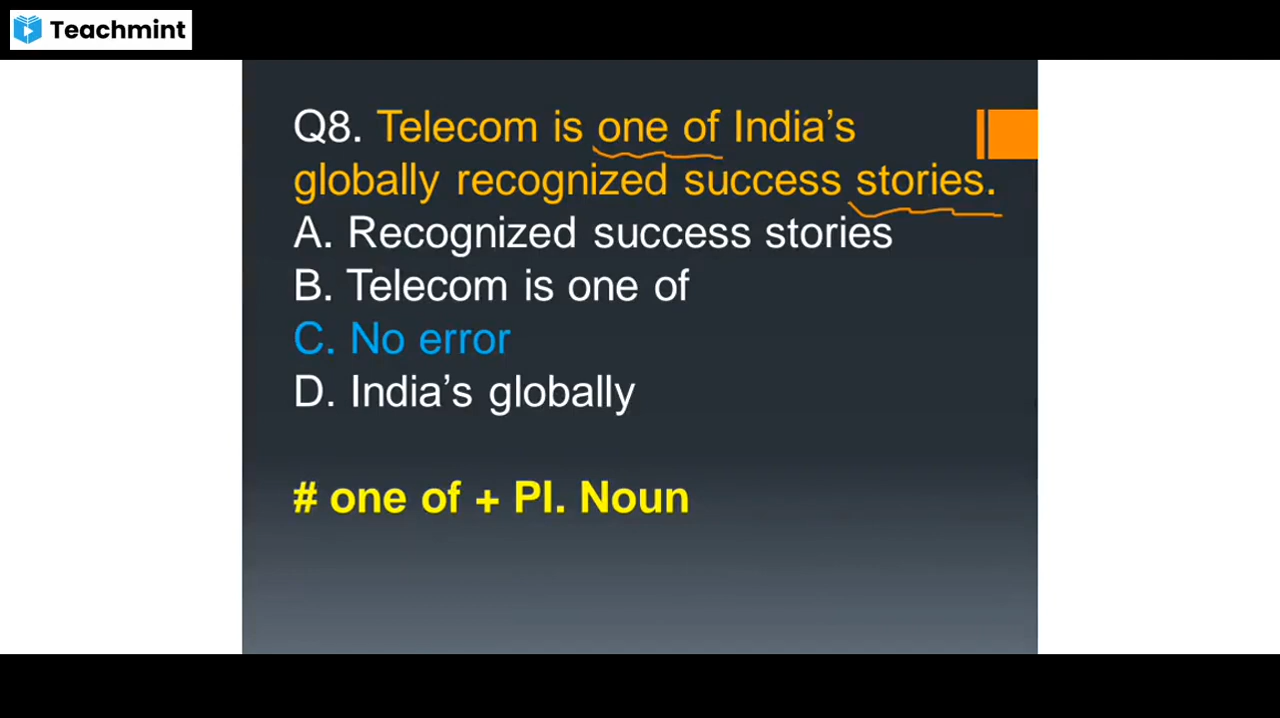 Teachmint
Q8. Telecom is one of India’s
globally recognized success stories.
A. Recognized success stories
B. Telecom is one of
C. No error
D. India’s globally
# one of + Pl. Noun